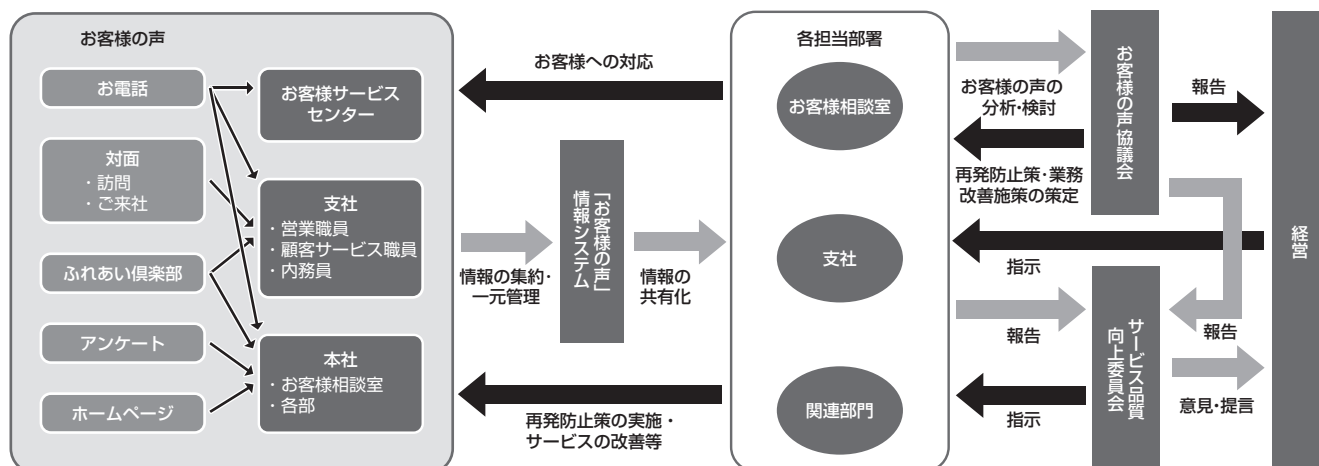 お客様の声
お電話
対面
・訪問
・ご来社
ふれあい倶楽部
アンケート
ホームページ
お客様サービス
センター
支社
・営業職員
・顧客サービス職員
・内務員
本社
・お客様相談室
・各部
お客様への対応
情報の集約・
一元管理
「お客様の声」
情報システム
情報の
共有化
再発防止策の実施・
サービスの改善等
各担当部署
お客様相談室
支社
関連部門
お客様の声の
分析・検討
再発防止策・業務
改善施策の策定
指示
報告
指示
お客様の声協議会
サービス品質
向上委員会
報告
報告
意見・提言
経営